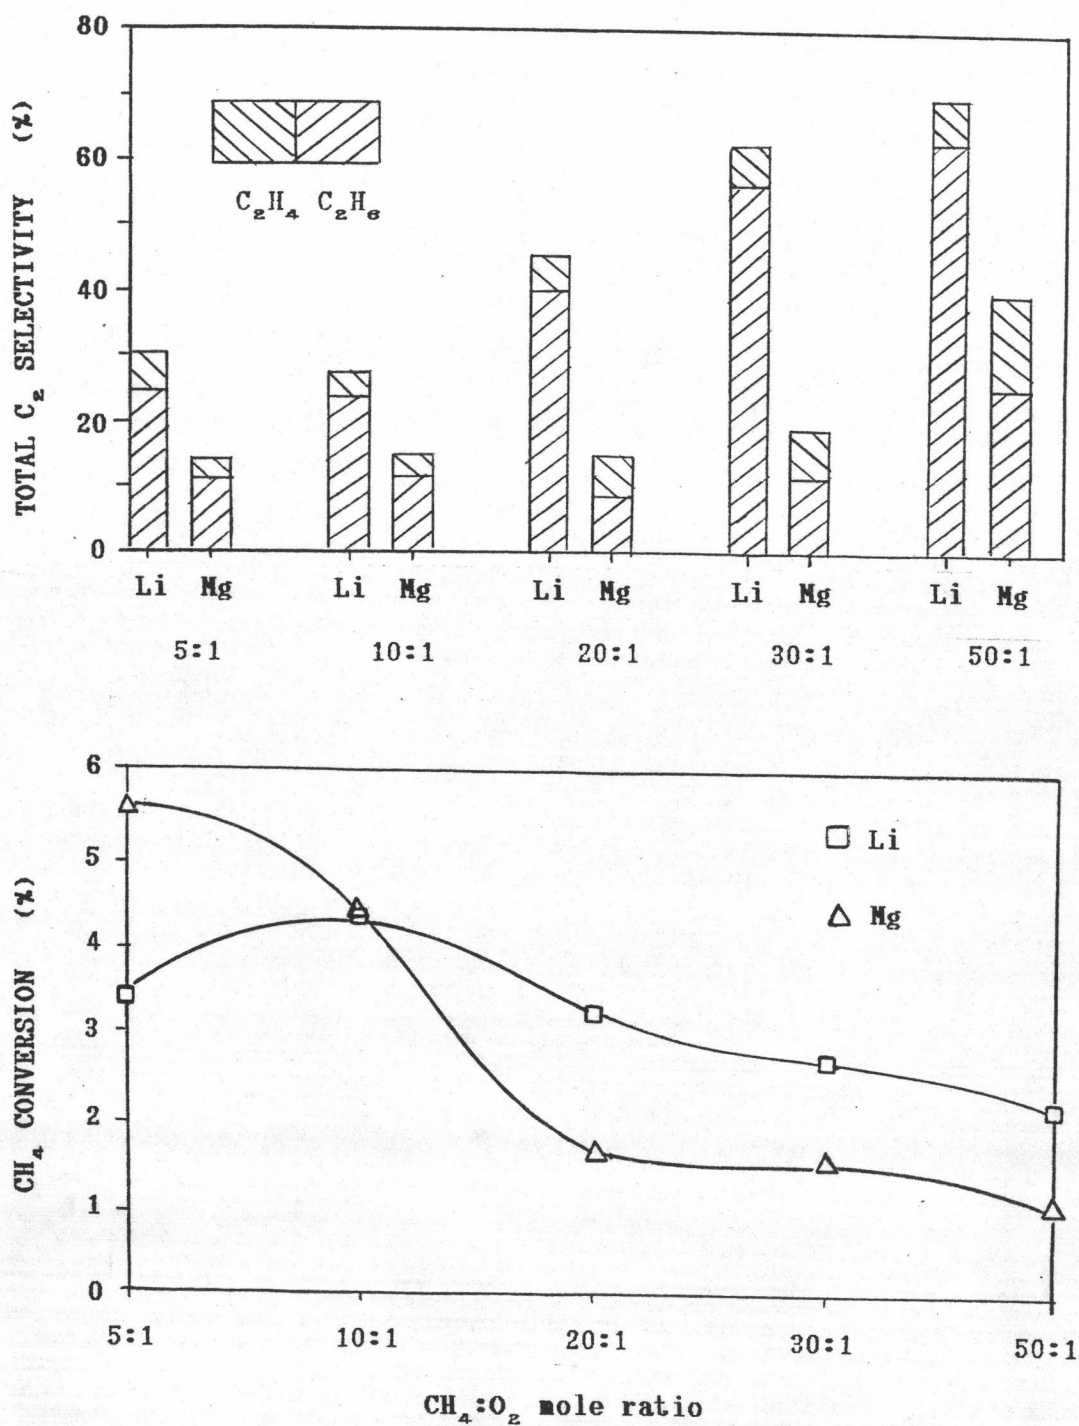 80
60
40
20
0
TOTAL C₂ SELECTIVITY (%)
C₂H₄ C₂H₆
Li Mg Li Mg Li Mg Li Mg Li Mg
5:1 10:1 20:1 30:1 50:1
6
5
4
3
2
1
0
CH₄ CONVERSION (%)
Li
Mg
5:1 10:1 20:1 30:1 50:1
CH₄:O₂ mole ratio